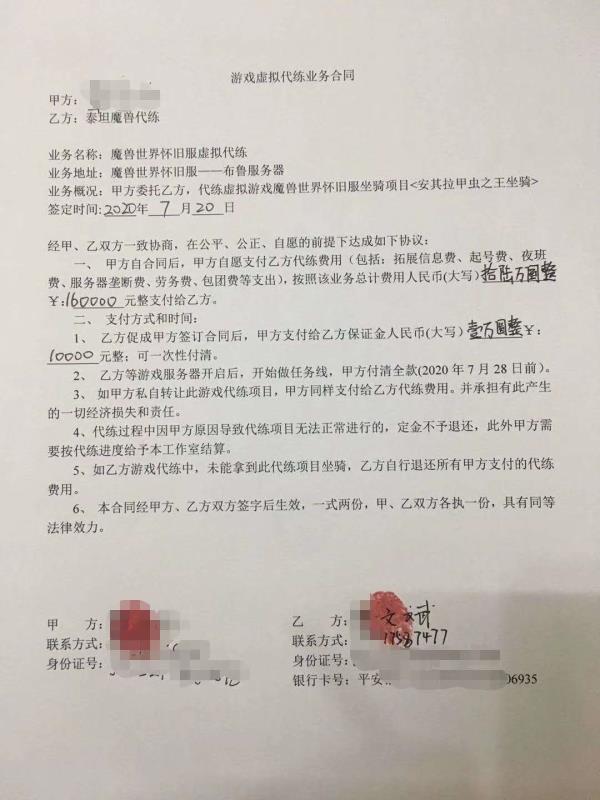 游戏虚拟代练业务合同
甲方：
乙方：泰坦魔兽代练
业务名称：魔兽世界怀旧服虚拟代练
业务地址：魔兽世界怀旧服——布鲁服务器
业务概况：甲方委托乙方，代练虚拟游戏魔兽世界怀旧服坐骑项目<安其拉甲虫之王坐骑>
签定时间:2020年 7 月 20 日
经甲、乙双方一致协商，在公平、公正、自愿的前提下达成如下协议：
一、 甲方自合同后，甲方自愿支付乙方代练费用（包括：拓展信息费、起号费、夜班
费、服务器垄断费、劳务费、包团费等支出），按照该业务总计费用人民币(大写) 拾陆万圆整
￥:160000 元整支付给乙方。
二、 支付方式和时间：
1、 乙方促成甲方签订合同后，甲方支付给乙方保证金人民币(大写) 壹万圆整 ￥：
10000 元整；可一次性付清。
2、 乙方等游戏服务器开启后，开始做任务线，甲方付清全款(2020 年 7 月 28 日前)。
3、 如甲方私自转让此游戏代练项目，甲方同样支付给乙方代练费用。并承担有此产生
的一切经济损失和责任。
4、代练过程中因甲方原因导致代练项目无法正常进行的，定金不予退还，此外甲方需
要按代练进度给予本工作室结算。
5、如乙方游戏代练中，未能拿到此代练项目坐骑，乙方自行退还所有甲方支付的代练
费用。
6、 本合同经甲方、乙方双方签字后生效，一式两份，甲、乙双方各执一份，具有同等
法律效力。
甲 方：
联系方式：
身份证号：
乙 方： 文武
联系方式：17587477
身份证号：
银行卡号：平安 06935